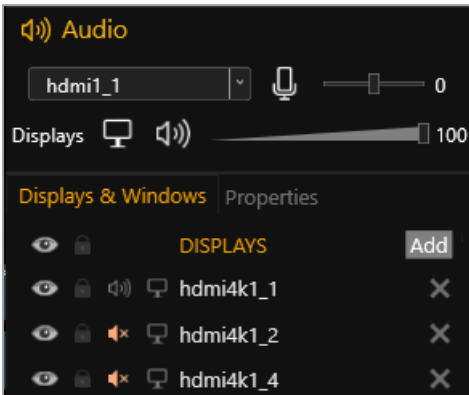 Audio
hdmi1_1 0
Displays 100
Displays & Windows Properties
DISPLAYS Add
hdmi4k1_1
hdmi4k1_2
hdmi4k1_4